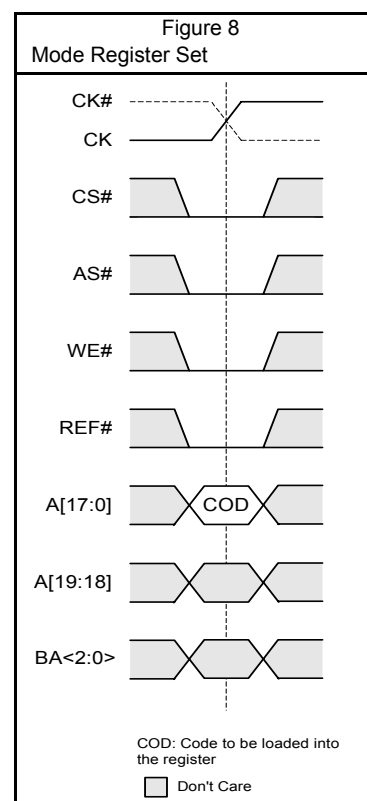 Figure 8
Mode Register Set
CK#
CK
CS#
AS#
WE#
REF#
A[17:0]
COD
A[19:18]
BA<2:0>
COD: Code to be loaded into
the register
Don't Care